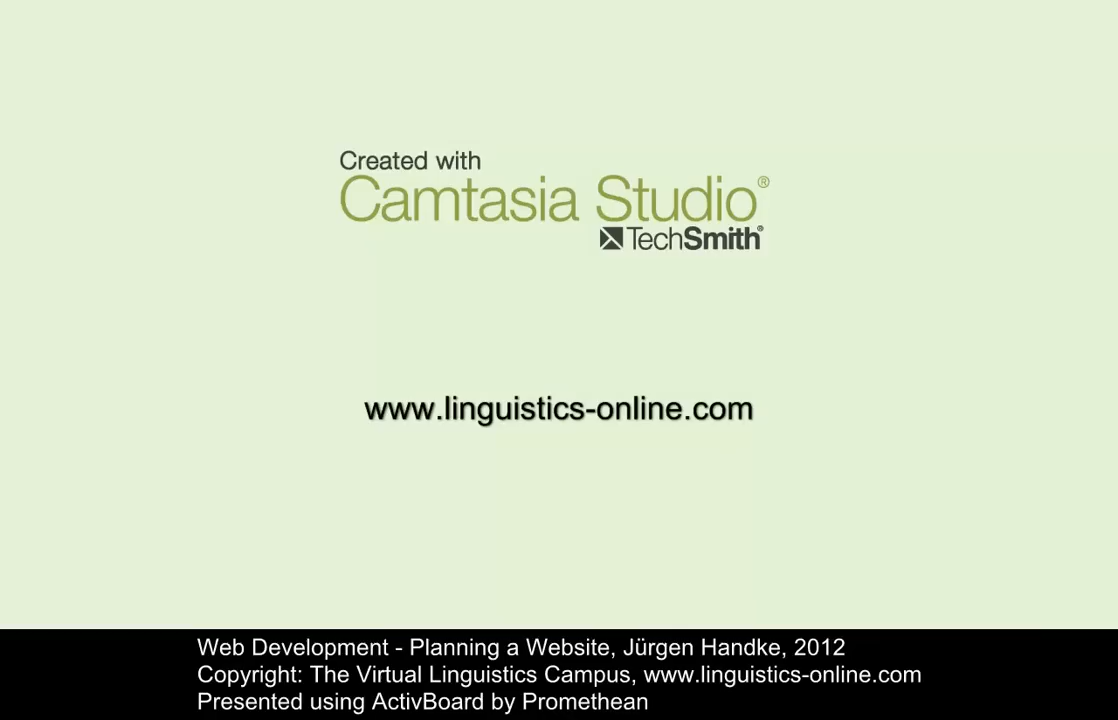 Created with
Camtasia Studio®
TechSmith®
www.linguistics-online.com
Web Development - Planning a Website, Jürgen Handke, 2012
Copyright: The Virtual Linguistics Campus, www.linguistics-online.com
Presented using ActivBoard by Promethean